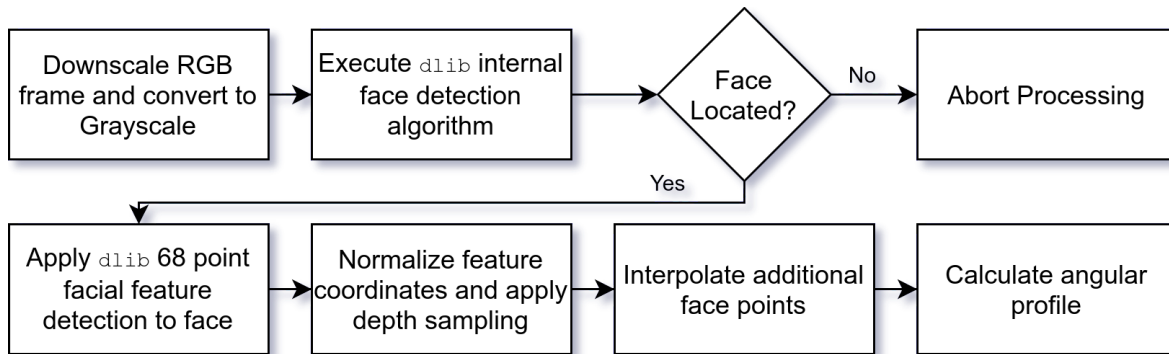 Downscale RGB
frame and convert to
Grayscale
Execute dlib internal
face detection
algorithm
Face
Located?
No
Abort Processing
Yes
Apply dlib 68 point
facial feature
detection to face
Normalize feature
coordinates and apply
depth sampling
Interpolate additional
face points
Calculate angular
profile